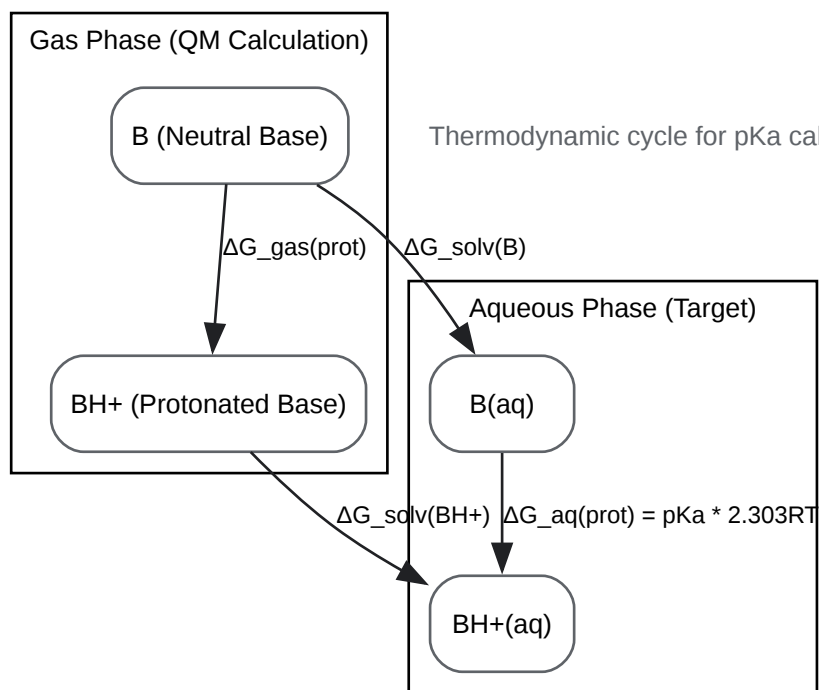 Gas Phase (QM Calculation)
B (Neutral Base)
Thermodynamic cycle for pKa cal
ΔG_gas(prot)
ΔG_solv(B)
Aqueous Phase (Target)
BH+ (Protonated Base)
B(aq)
ΔG_solv(BH+)
ΔG_aq(prot) = pKa * 2.303RT
BH+(aq)